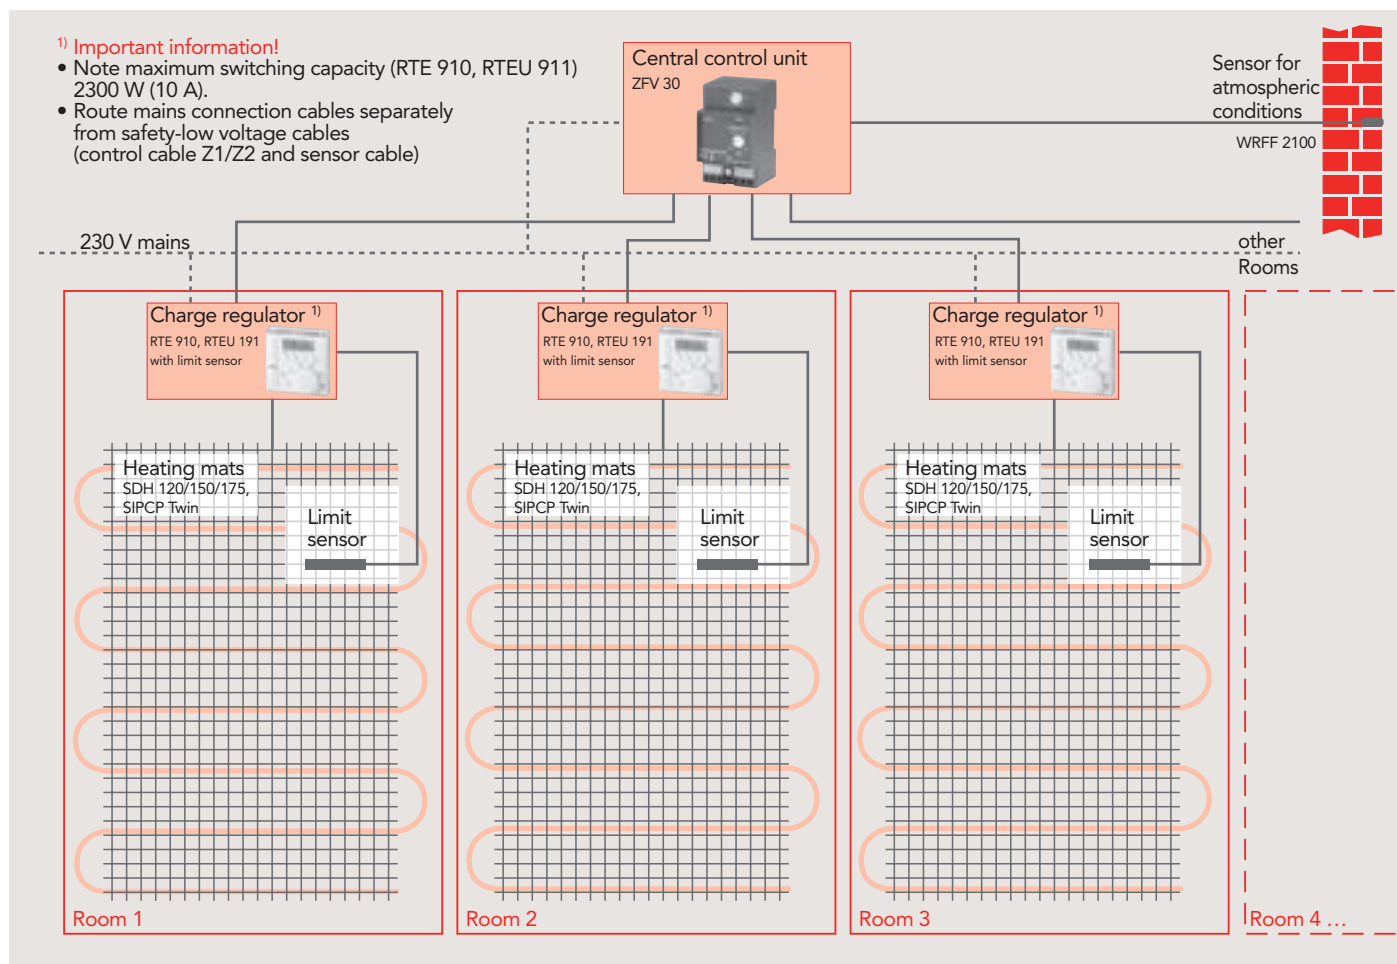 1) Important information!
• Note maximum switching capacity (RTE 910, RTEU 911)
2300 W (10 A).
• Route mains connection cables separately
from safety-low voltage cables
(control cable Z1/Z2 and sensor cable)
Central control unit
ZFV 30
Sensor for
atmospheric
conditions
WRFF 2100
230 V mains
other
Rooms
Charge regulator 1)
RTE 910, RTEU 191
with limit sensor
Heating mats
SDH 120/150/175,
SIPCP Twin
Limit
sensor
Room 1
Charge regulator 1)
RTE 910, RTEU 191
with limit sensor
Heating mats
SDH 120/150/175,
SIPCP Twin
Limit
sensor
Room 2
Charge regulator 1)
RTE 910, RTEU 191
with limit sensor
Heating mats
SDH 120/150/175,
SIPCP Twin
Limit
sensor
Room 3
Room 4 ...